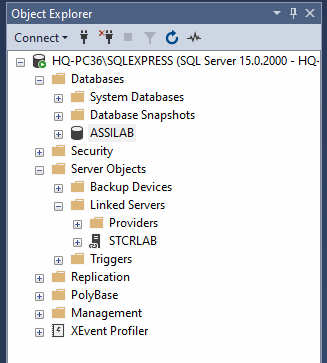 Object Explorer
Connect
HQ-PC36\SQLEXPRESS (SQL Server 15.0.2000 - HQ-
Databases
System Databases
Database Snapshots
ASSILAB
Security
Server Objects
Backup Devices
Linked Servers
Providers
STCRLAB
Triggers
Replication
PolyBase
Management
XEvent Profiler